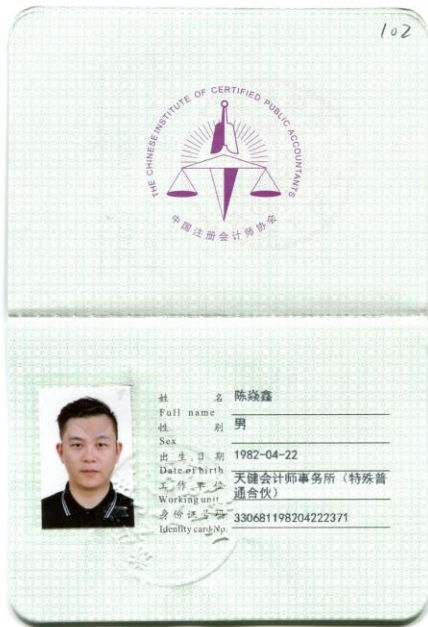 102
THE CHINESE INSTITUTE OF CERTIFIED PUBLIC ACCOUNTANTS
中国注册会计师协会
姓 名 陈焱鑫
Full name
性 别 男
Sex
出 生 日 期 1982-04-22
Date of birth
工 作 单 位 天健会计师事务所（特殊普
Working unit 通合伙）
身份证号码 330681198204222371
Identity card No.